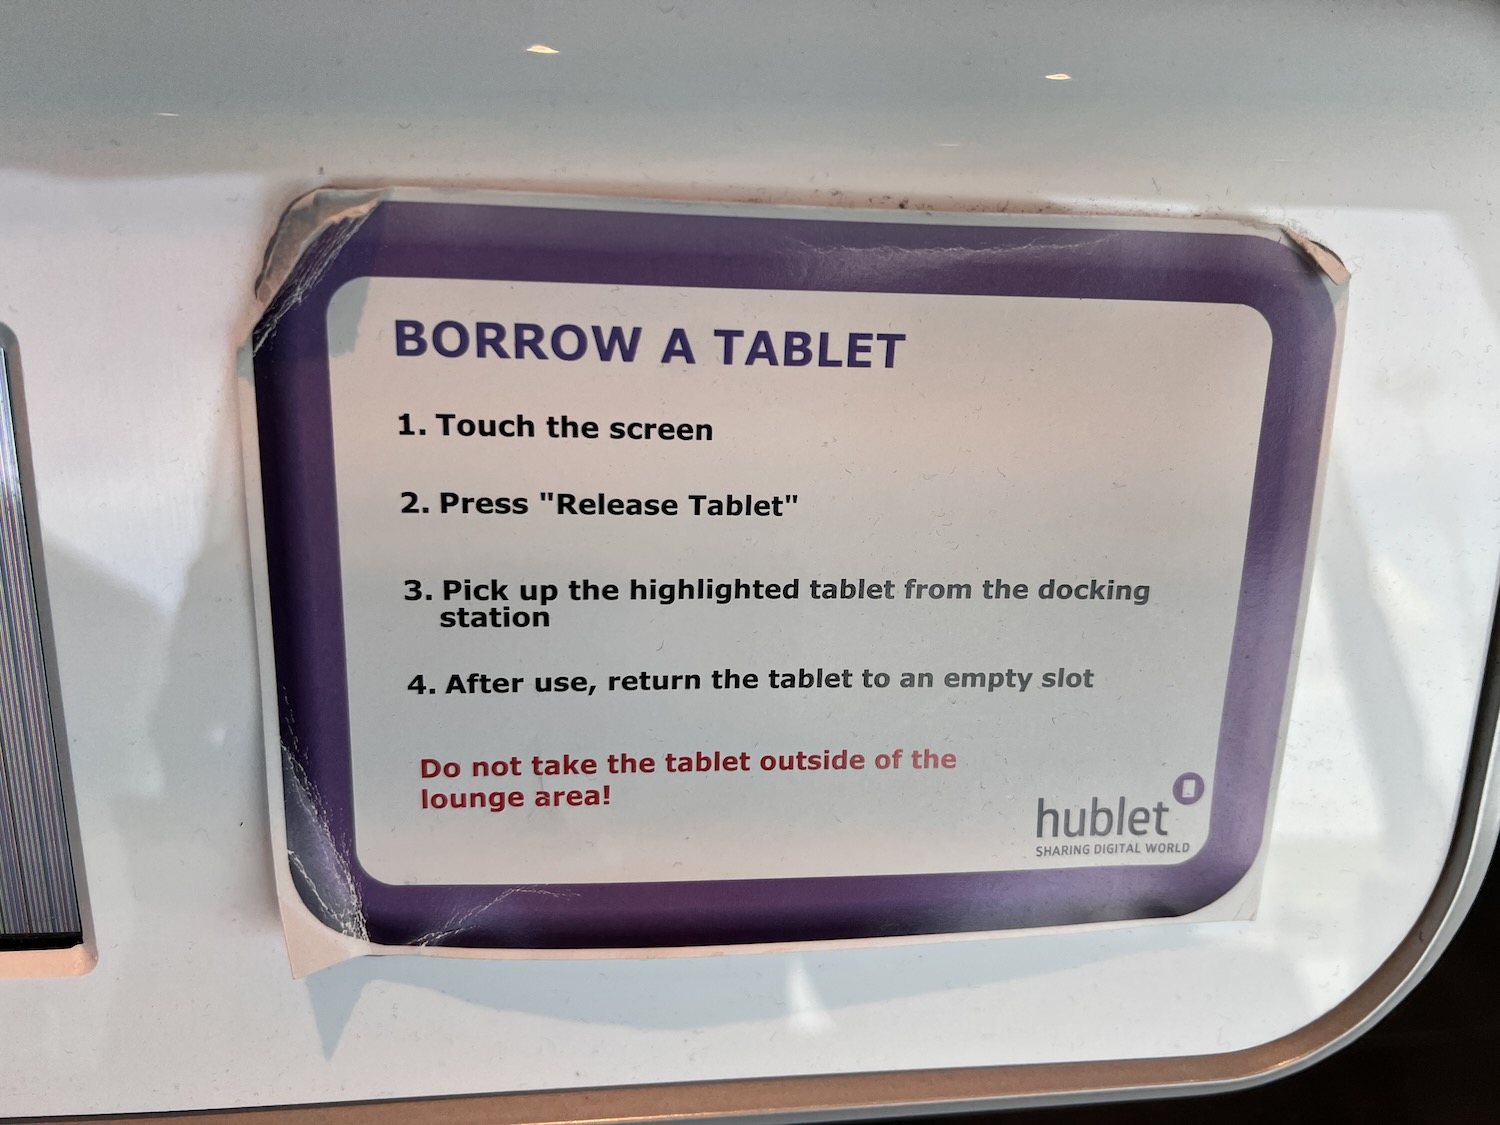 BORROW A TABLET
1. Touch the screen
2. Press "Release Tablet"
3. Pick up the highlighted tablet from the docking
station
4. After use, return the tablet to an empty slot
Do not take the tablet outside of the
lounge area!
hublet
SHARING DIGITAL WORLD